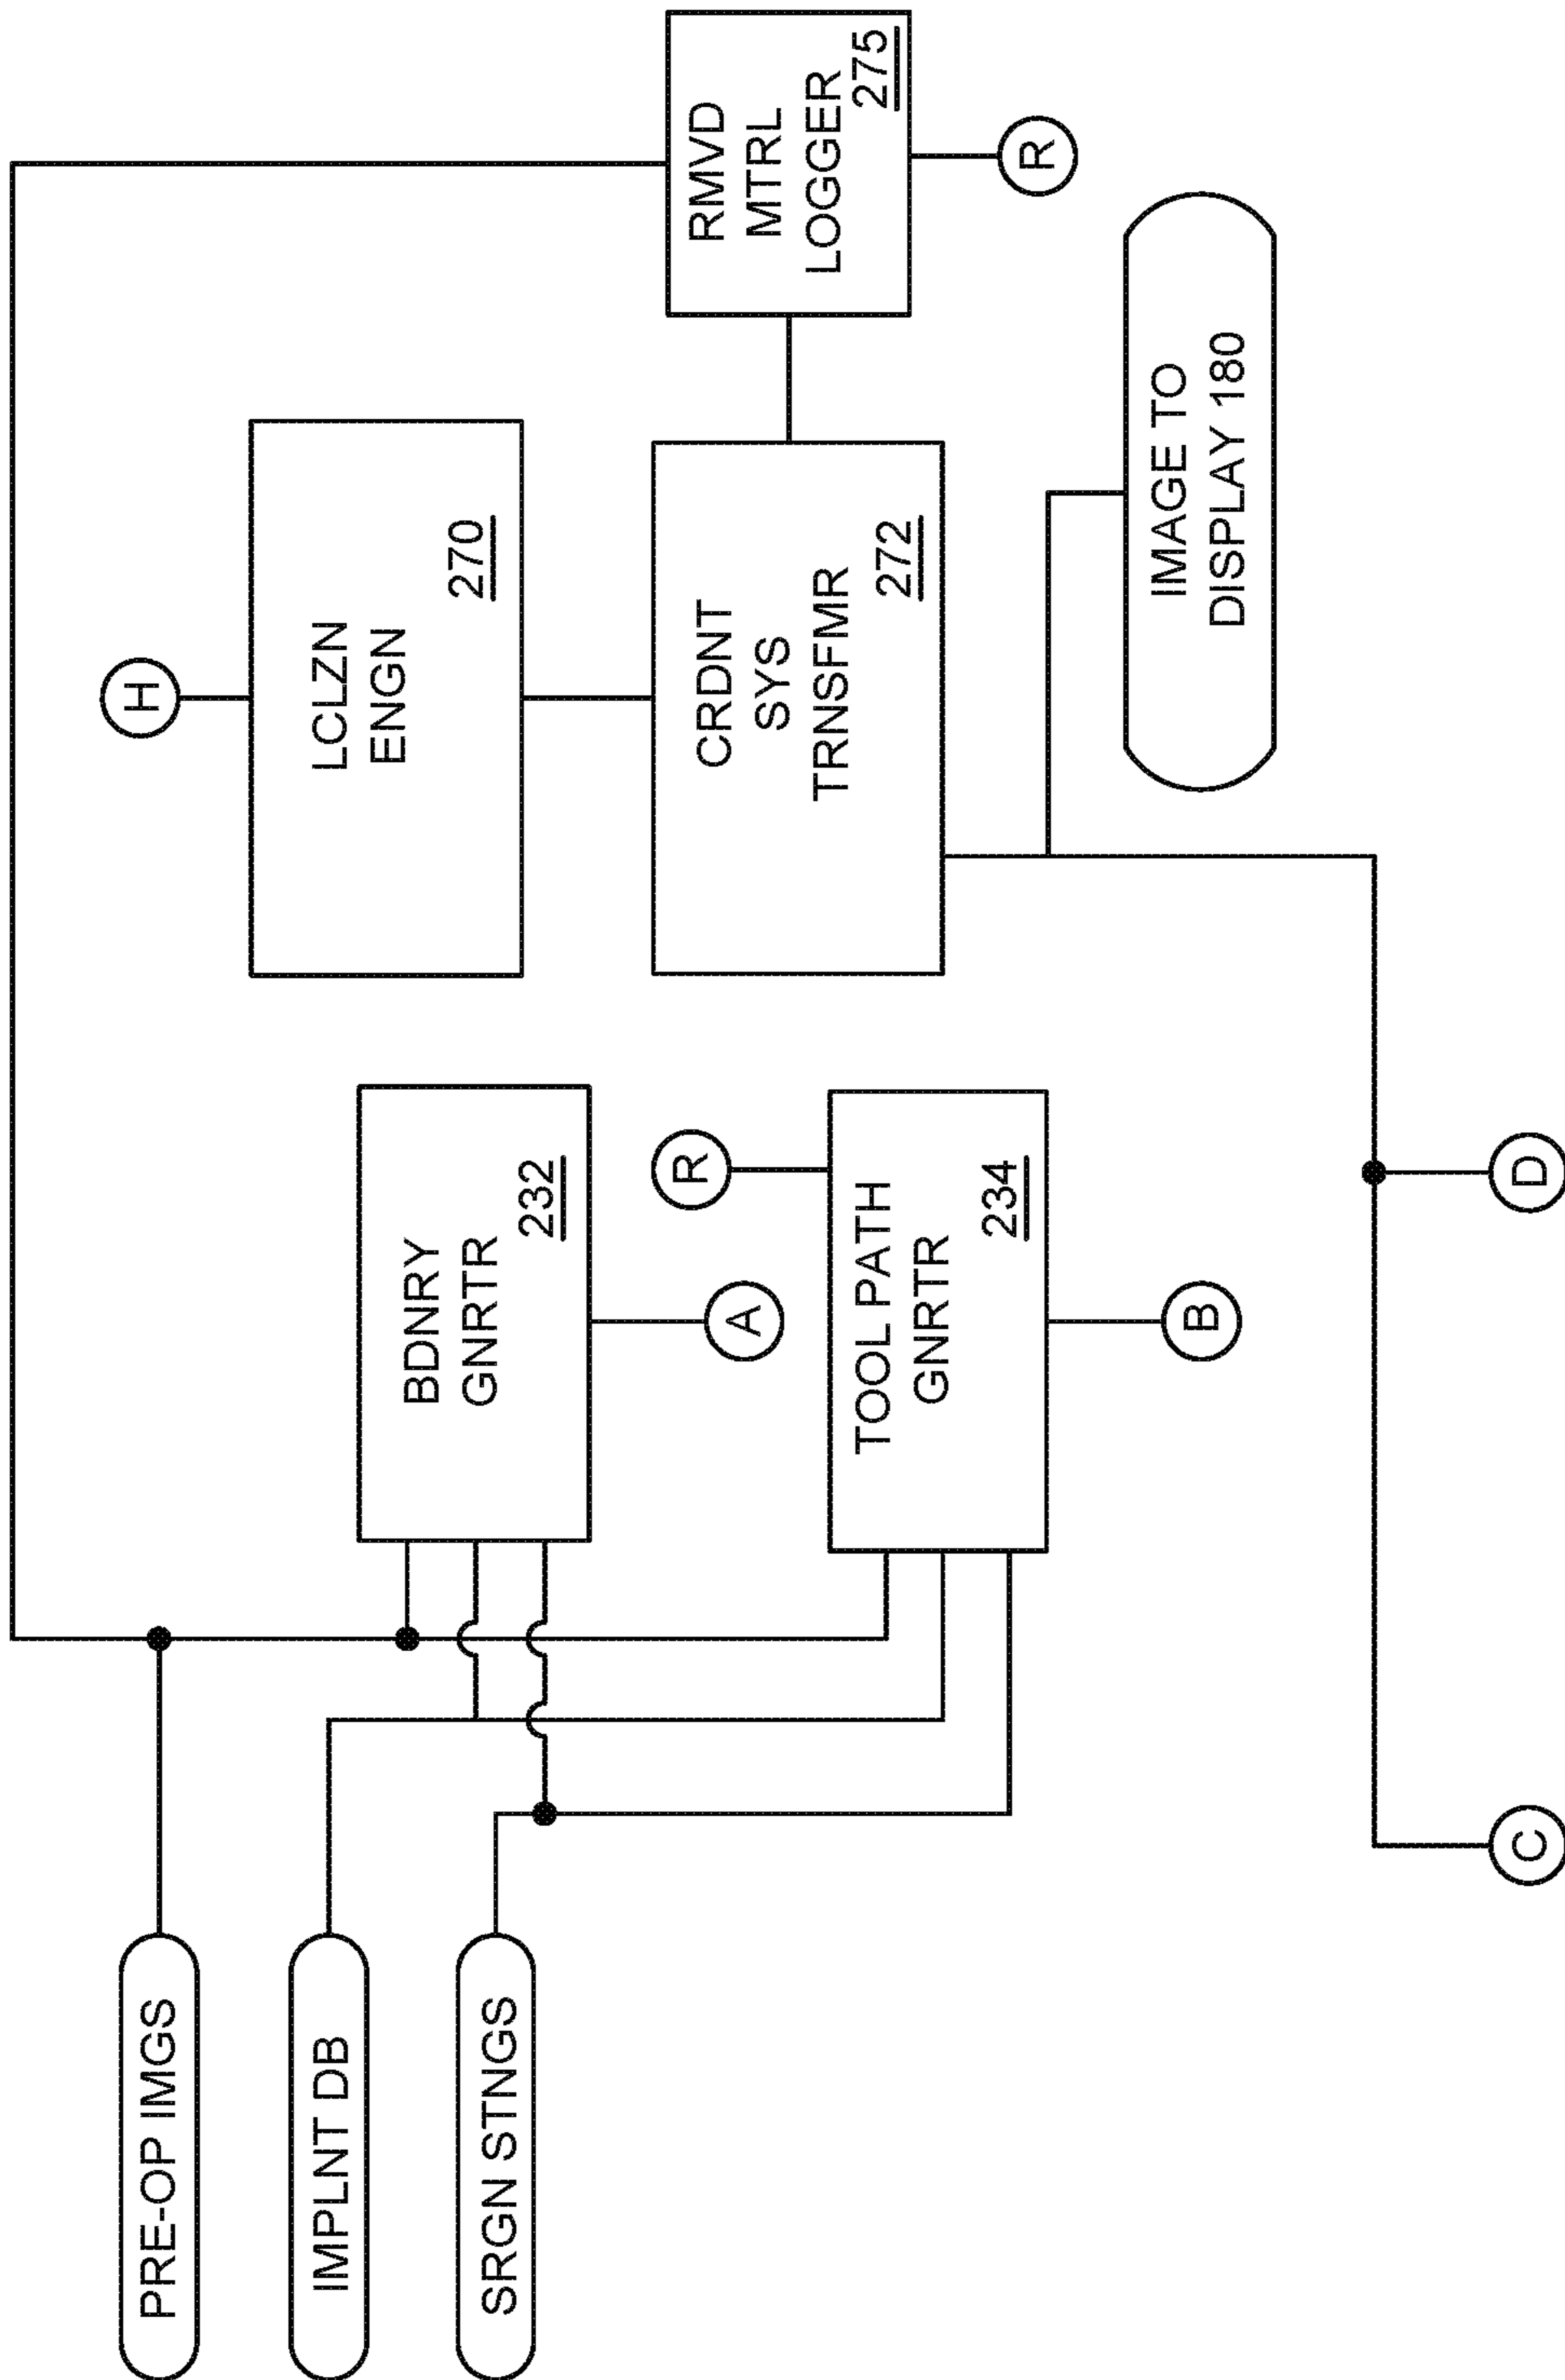 PRE-OP IMGS
IMPLNT DB
SRGN STNGS
BDNRY
GNRTR
232
A
R
TOOL PATH
GNRTR
234
B
C
D
H
LCLZN
ENGN
270
CRDNT
SYS
TRNSFMR
272
RMVD
MTRL
LOGGER
275
R
IMAGE TO
DISPLAY 180